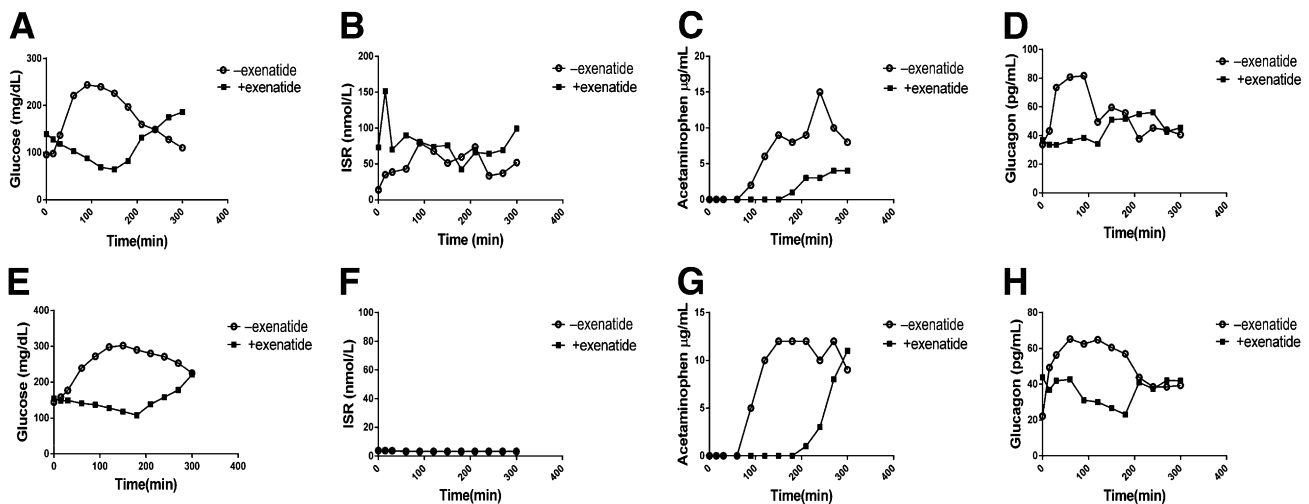 A
Glucose (mg/dL)
300
200
100
0
0
100
200
300
400
Time(min)
–exenatide
+exenatide
B
ISR (nmol/L)
200
150
100
50
0
0
100
200
300
400
Time (min)
–exenatide
+exenatide
C
Acetaminophen µg/mL
20
15
10
5
0
0
100
200
300
400
Time(min)
–exenatide
+exenatide
D
Glucagon (pg/mL)
100
80
60
40
20
0
0
100
200
300
400
Time(min)
–exenatide
+exenatide
E
Glucose (mg/dL)
400
300
200
100
0
0
100
200
300
400
Time(min)
–exenatide
+exenatide
F
ISR (nmol/L)
100
80
60
40
20
0
0
100
200
300
400
Time(min)
–exenatide
+exenatide
G
Acetaminophen µg/mL
15
10
5
0
0
100
200
300
400
Time(min)
–exenatide
+exenatide
H
Glucagon (pg/mL)
80
60
40
20
0
0
100
200
300
400
Time(min)
–exenatide
+exenatide